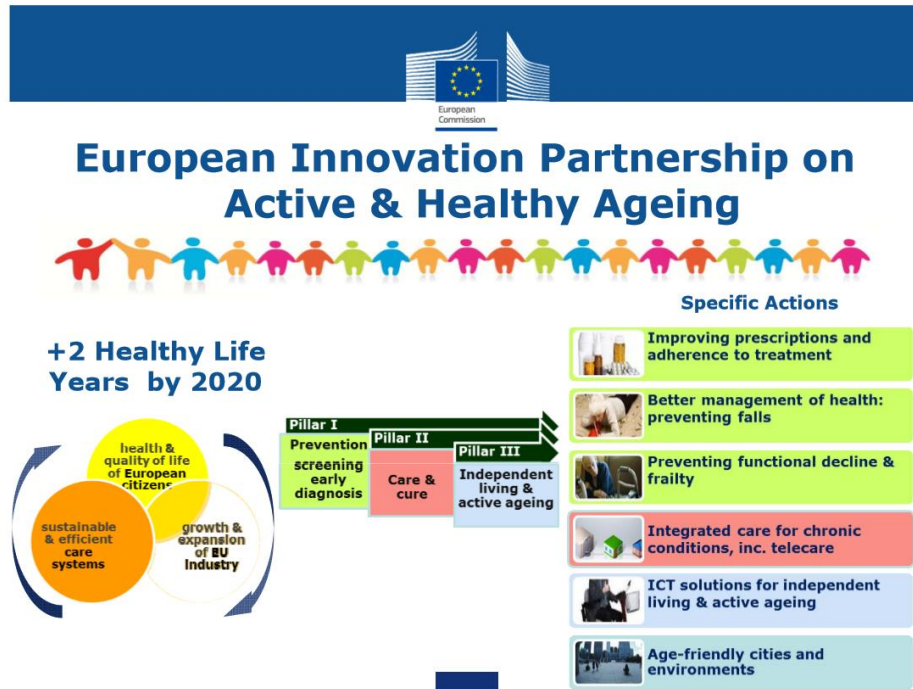 European
Commission
European Innovation Partnership on
Active & Healthy Ageing
+2 Healthy Life
Years by 2020
health &
quality of life
of European
citizens
sustainable
& efficient
care
systems
growth &
expansion
of EU
Industry
Pillar I
Prevention
screening
early
diagnosis
Pillar II
Care &
cure
Pillar III
Independent
living &
active ageing
Specific Actions
Improving prescriptions and
adherence to treatment
Better management of health:
preventing falls
Preventing functional decline &
frailty
Integrated care for chronic
conditions, inc. telecare
ICT solutions for independent
living & active ageing
Age-friendly cities and
environments